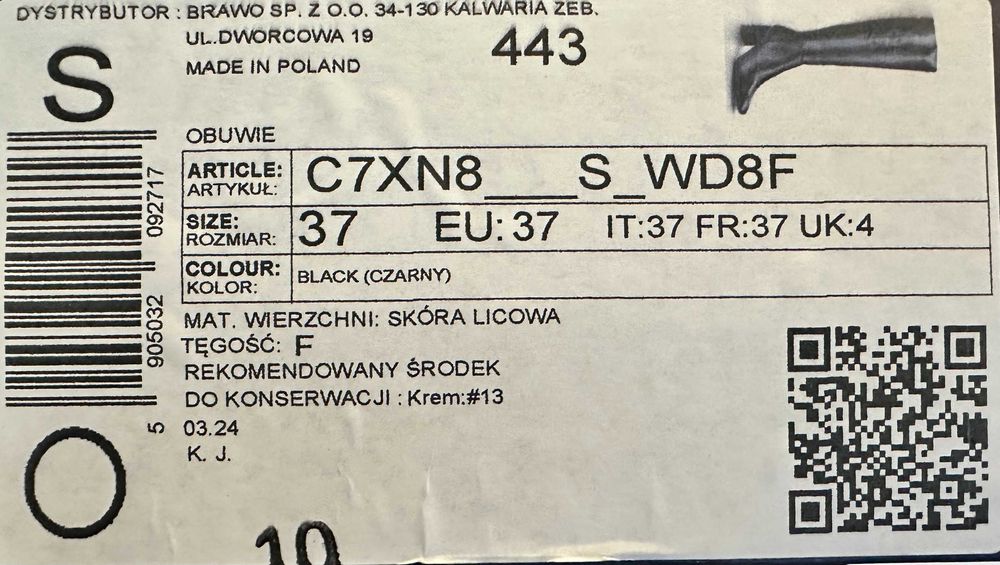 DYSTRYBUTOR : BRAWO SP. Z O.O. 34-130 KALWARIA ZEB.
UL.DWORCOWA 19
MADE IN POLAND
443
S
OBUWIE
ARTICLE: C7XN8____S_WD8F
ARTYKUŁ:
SIZE: 37 EU: 37 IT:37 FR:37 UK:4
ROZMIAR:
COLOUR: BLACK (CZARNY)
KOLOR:
MAT. WIERZCHNI: SKÓRA LICOWA
TĘGOŚĆ: F
REKOMENDOWANY ŚRODEK
DO KONSERWACJI : Krem:#13
03.24
K. J.
5 905032 092717
O
10